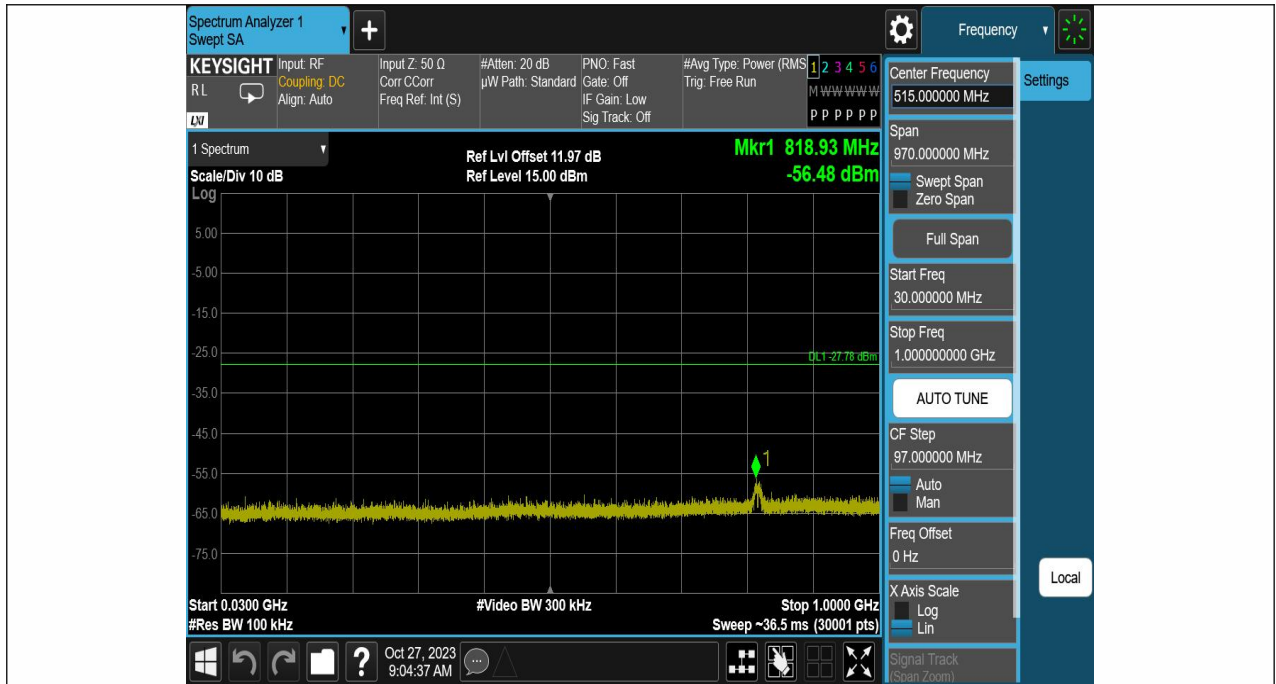 Spectrum Analyzer 1
Swept SA
+
Frequency
KEYSIGHT
RL
LXI
Input: RF
Coupling: DC
Align: Auto
Input Z: 50 Ω
Corr CCorr
Freq Ref: Int (S)
#Atten: 20 dB
µW Path: Standard
PNO: Fast
Gate: Off
IF Gain: Low
Sig Track: Off
#Avg Type: Power (RMS
Trig: Free Run
1 2 3 4 5 6
M W W W W W
P P P P P P
1 Spectrum
Scale/Div 10 dB
Ref Lvl Offset 11.97 dB
Ref Level 15.00 dBm
Mkr1 818.93 MHz
-56.48 dBm
Log
5.00
-5.00
-15.0
-25.0
-35.0
-45.0
-55.0
-65.0
-75.0
DL1 -27.78 dBm
1
Start 0.0300 GHz
#Res BW 100 kHz
#Video BW 300 kHz
Stop 1.0000 GHz
Sweep ~36.5 ms (30001 pts)
Center Frequency
515.000000 MHz
Settings
Span
970.000000 MHz
Swept Span
Zero Span
Full Span
Start Freq
30.000000 MHz
Stop Freq
1.000000000 GHz
AUTO TUNE
CF Step
97.000000 MHz
Auto
Man
Freq Offset
0 Hz
X Axis Scale
Log
Lin
Local
Signal Track
(Span Zoom)
?
Oct 27, 2023
9:04:37 AM